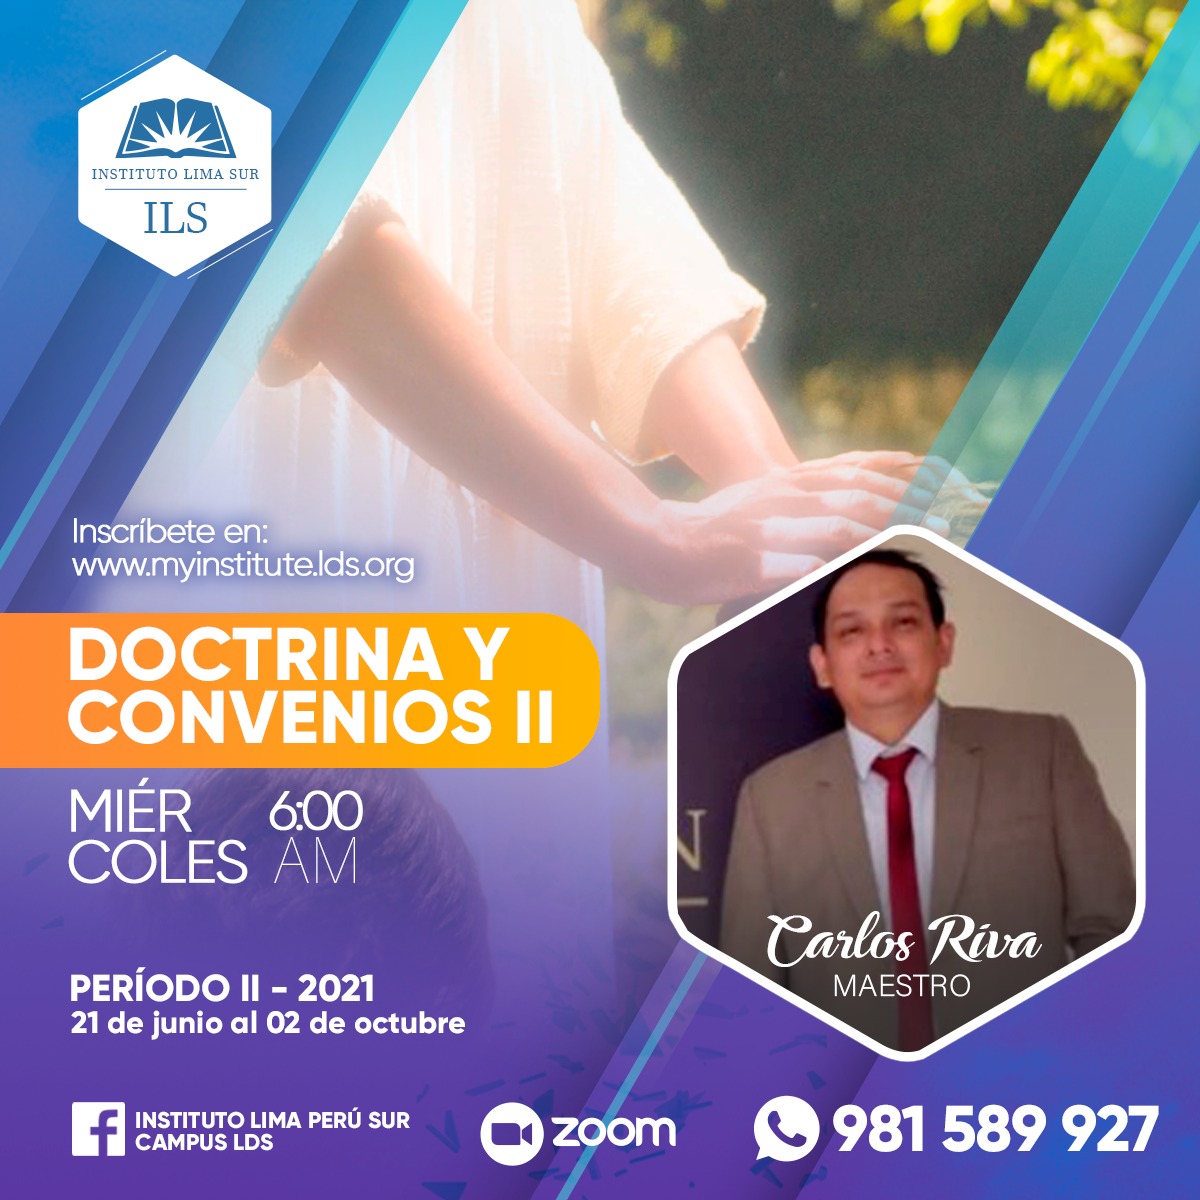 INSTITUTO LIMA SUR
ILS
Inscríbete en:
www.myinstitute.lds.org
DOCTRINA Y
CONVENIOS II
MIÉR
COLES
6:00
AM
N
Carlos Riva
MAESTRO
PERÍODO II - 2021
21 de junio al 02 de octubre
INSTITUTO LIMA PERÚ SUR
CAMPUS LDS
zoom
981 589 927